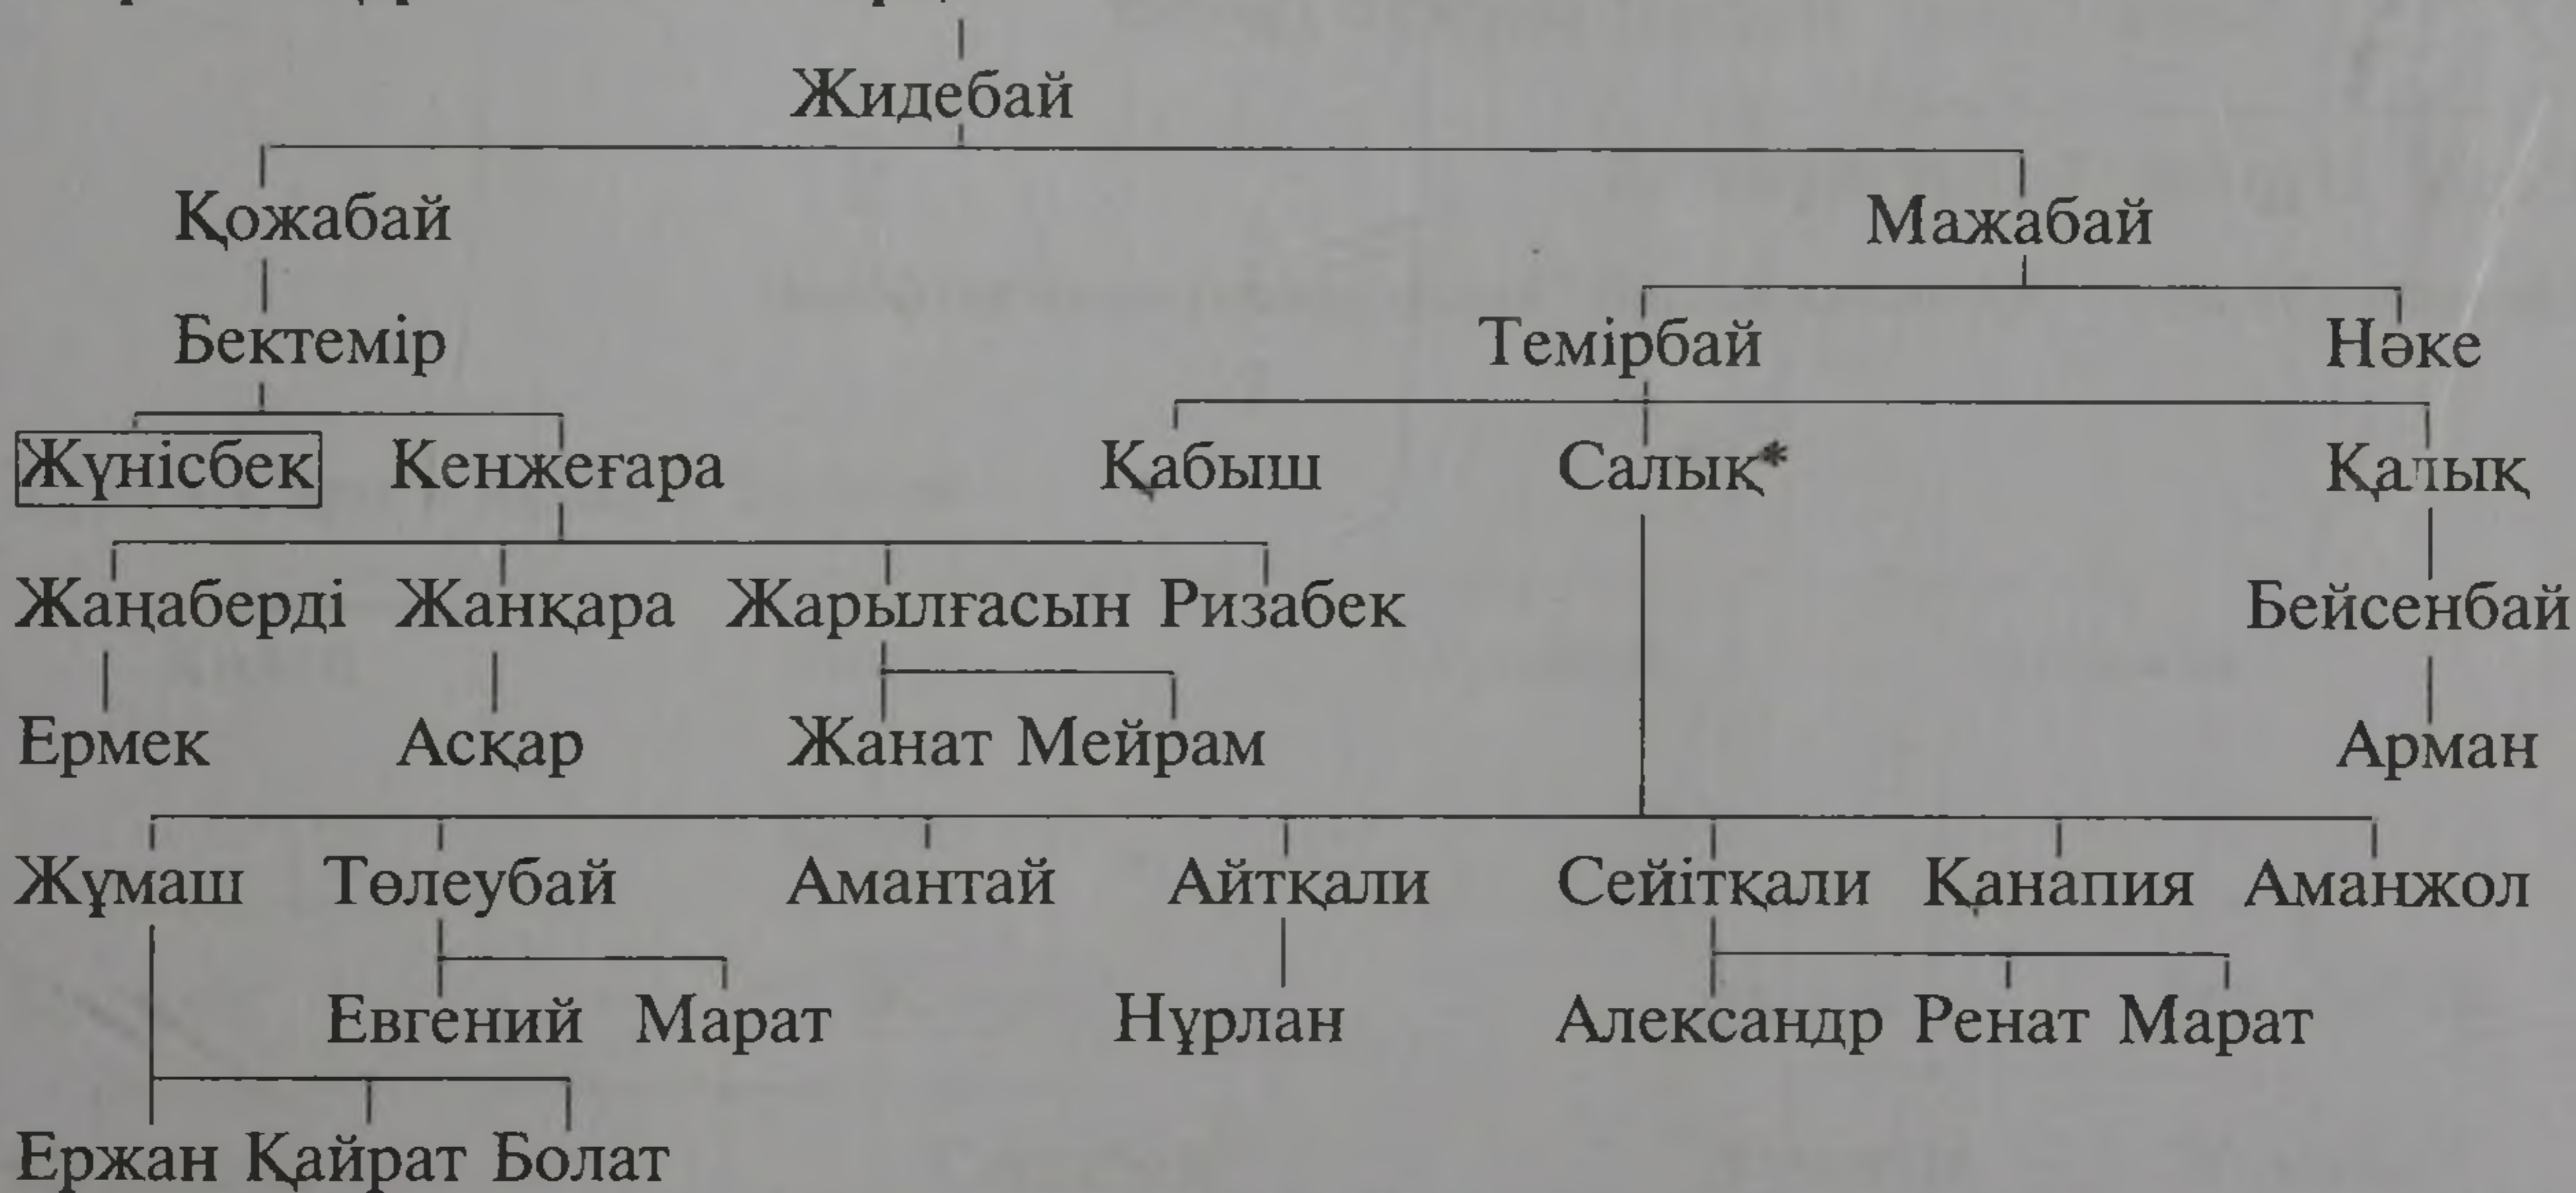 Жидебай
Қожабай Мажабай
Бектемір Темірбай Нәке
Жүнісбек Кенжеғара Қабыш Салық* Қалық
Жаңаберді Жанқара Жарылғасын Ризабек Бейсенбай
Ермек Асқар Жанат Мейрам Арман
Жұмаш Төлеубай Амантай Айтқали Сейітқали Қанапия Аманжол
Евгений Марат Нұрлан Александр Ренат Марат
Ержан Қайрат Болат